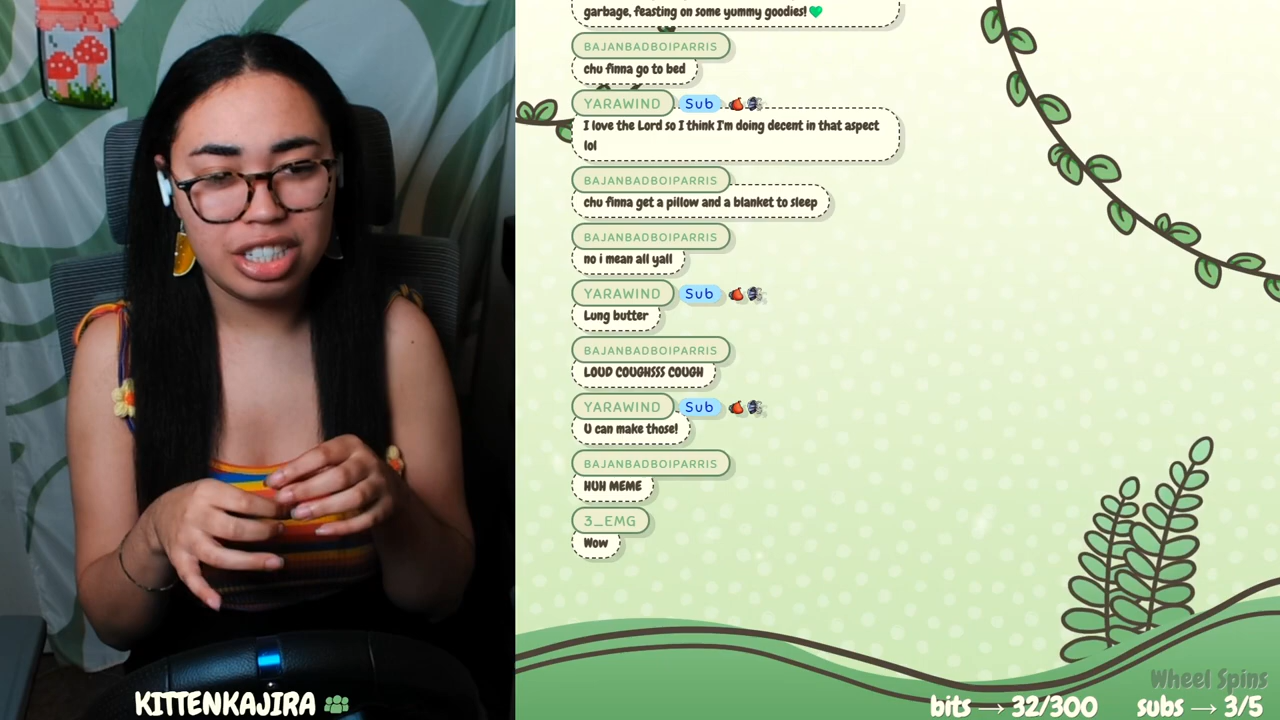 garbage, feasting on some yummy goodies! 💚
BAJANBADBOIPARRIS
chu finna go to bed
YARAWIND Sub
I love the Lord so I think I'm doing decent in that aspect
lol
BAJANBADBOIPARRIS
chu finna get a pillow and a blanket to sleep
BAJANBADBOIPARRIS
no i mean all yall
YARAWIND Sub
Lung butter
BAJANBADBOIPARRIS
LOUD COUGHSSS COUGH
YARAWIND Sub
U can make those!
BAJANBADBOIPARRIS
HUH MEME
3_EMG
Wow
Wheel Spins
KITTENKAJIRA
bits → 32/300 subs → 3/5